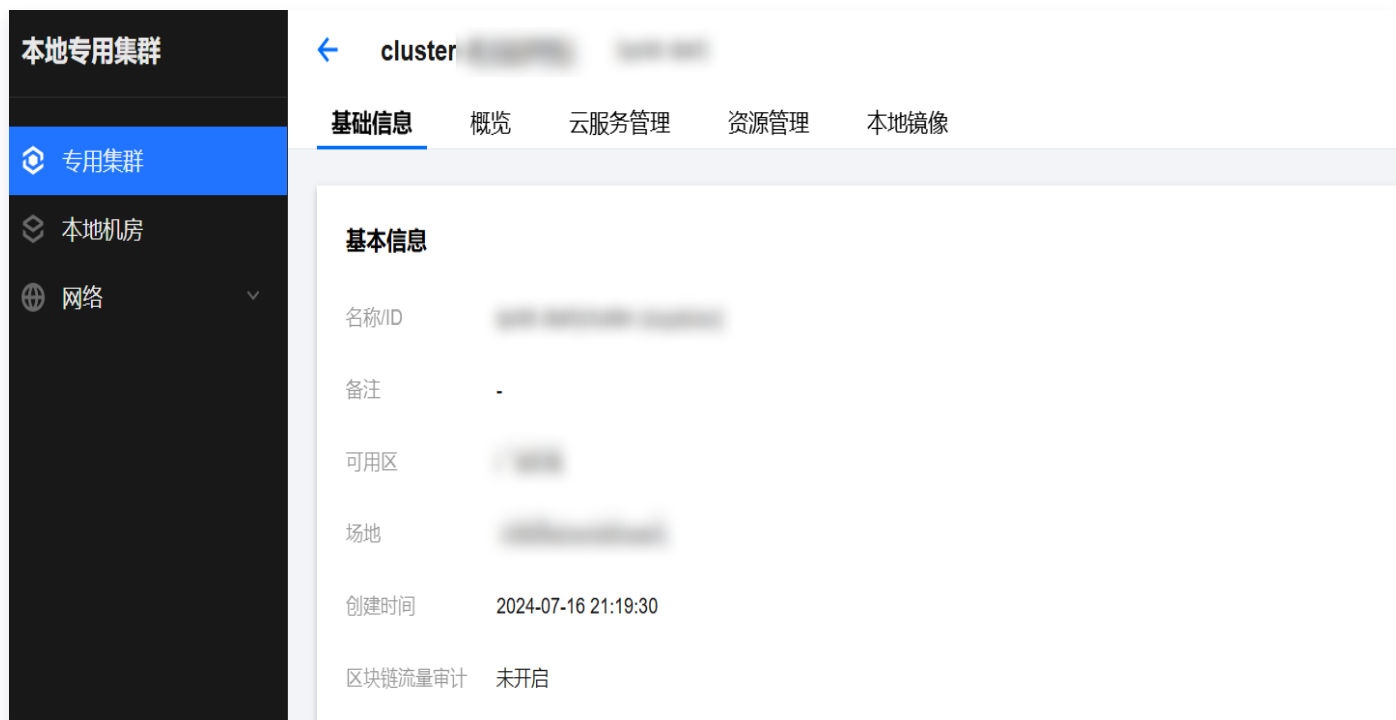 本地专用集群
专用集群
本地机房
网络
cluster
基础信息 概览 云服务管理 资源管理 本地镜像
基本信息
名称/ID
备注 -
可用区
场地
创建时间 2024-07-16 21:19:30
区块链流量审计 未开启